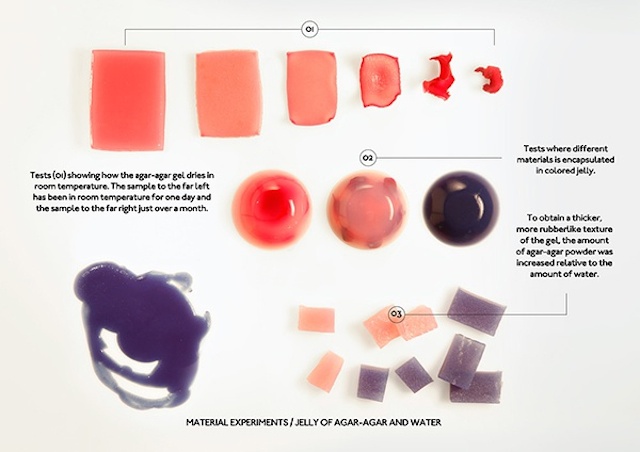 01
Tests (01) showing how the agar-agar gel dries in
room temperature. The sample to the far left
has been in room temperature for one day and
the sample to the far right just over a month.
02
Tests where different
materials is encapsulated
in colored jelly.
To obtain a thicker,
more rubberlike texture
of the gel, the amount
of agar-agar powder was
increased relative to the
amount of water.
03
MATERIAL EXPERIMENTS / JELLY OF AGAR-AGAR AND WATER